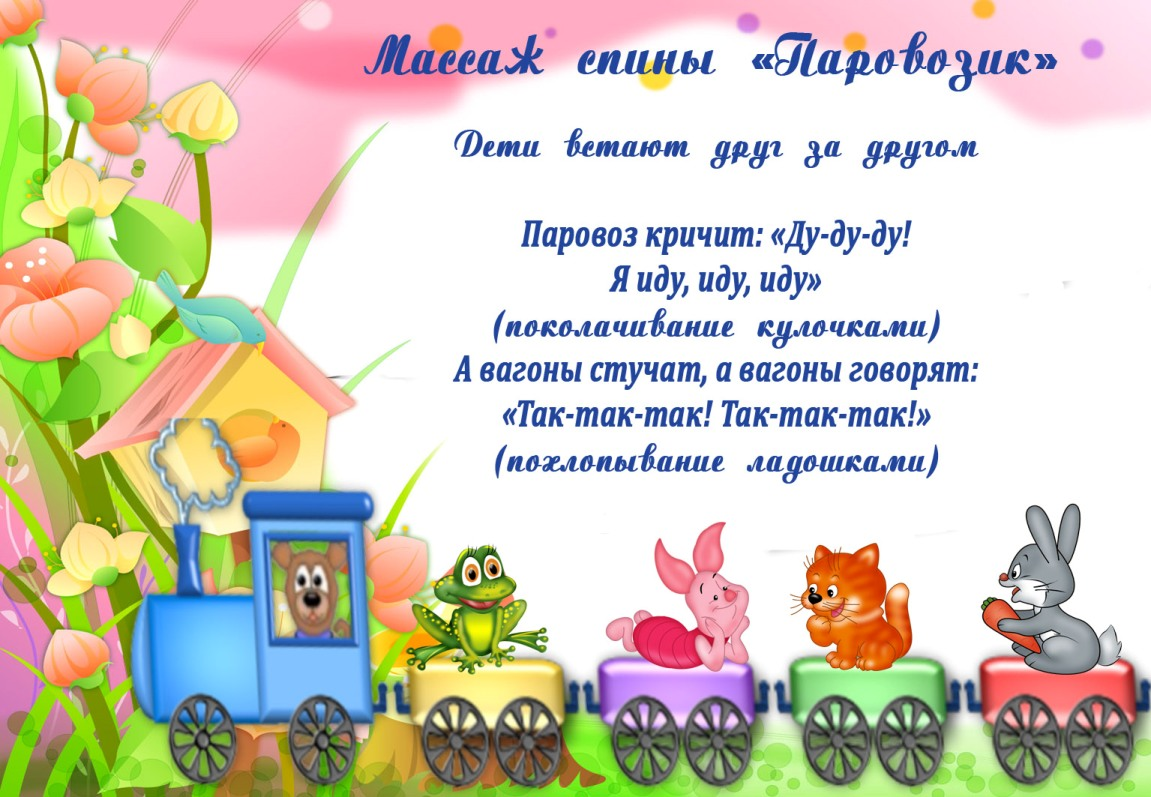 Массаж спины «Паровозик»
Дети встают друг за другом
Паровоз кричит: «Ду-ду-ду!
Я иду, иду, иду»
(поколачивание кулочками)
А вагоны стучат, а вагоны говорят:
«Так-так-так! Так-так-так!»
(похлопывание ладошками)